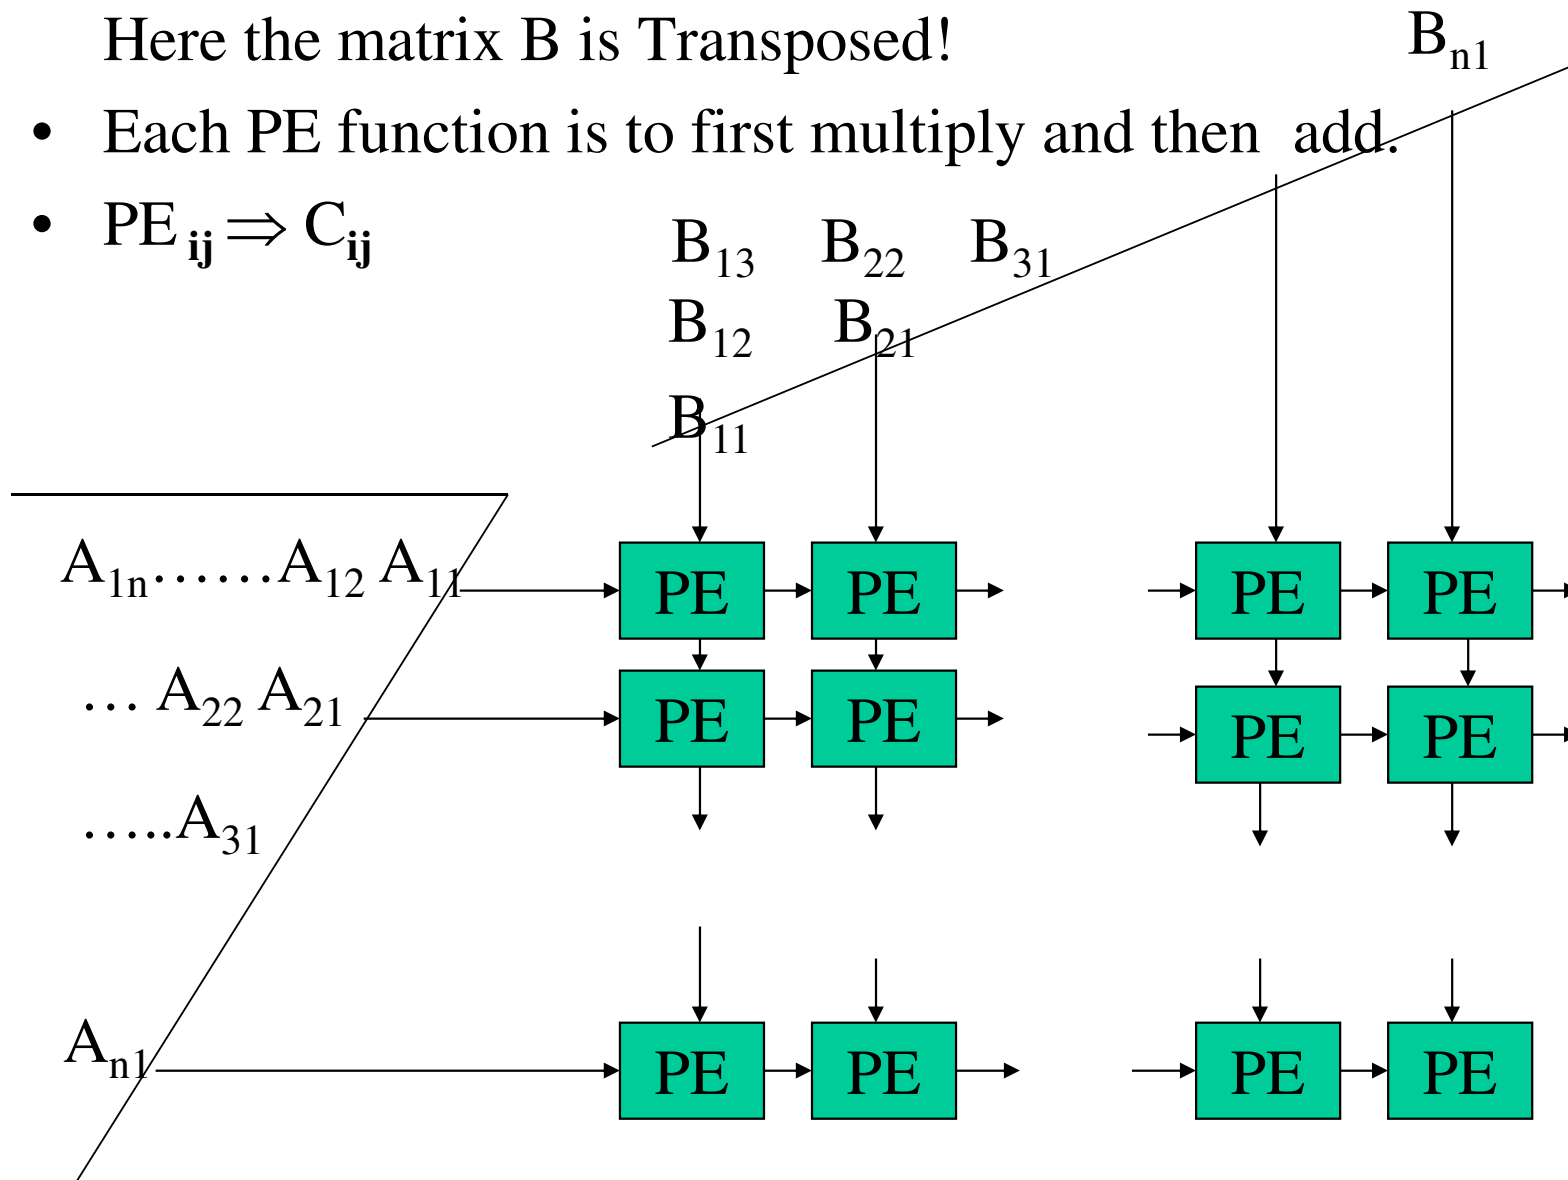 Here the matrix B is Transposed!
B_n1
• Each PE function is to first multiply and then add.
• PE_ij ⇒ C_ij
B_13 B_22 B_31
B_12 B_21
B_11
A_1n……A_12 A_11
PE PE PE PE
… A_22 A_21
PE PE PE PE
…..A_31
A_n1
PE PE PE PE